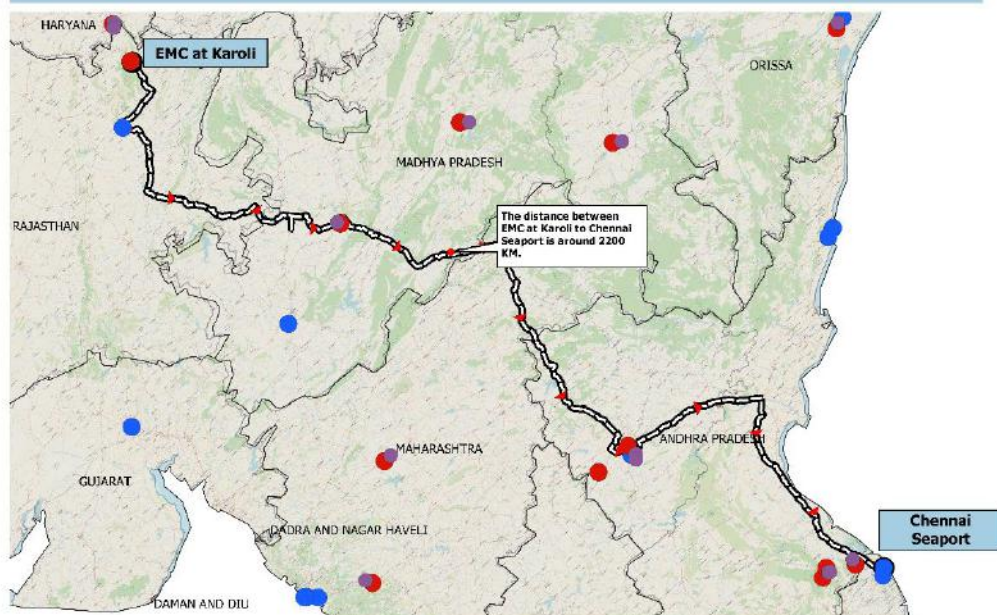 HARYANA
EMC at Karoli
ORISSA
MADHYA PRADESH
RAJASTHAN
The distance between
EMC at Karoli to Chennai
Seaport is around 2200
KM.
MAHARASHTRA
ANDHRA PRADESH
GUJARAT
DADRA AND NAGAR HAVELI
Chennai
Seaport
DAMAN AND DIU